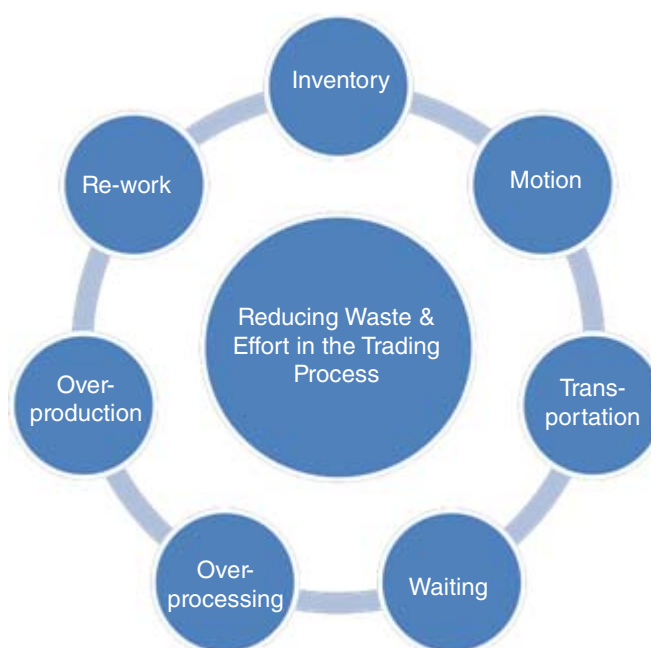 Inventory
Motion
Trans-
portation
Waiting
Over-
processing
Over-
production
Re-work
Reducing Waste &
Effort in the Trading
Process